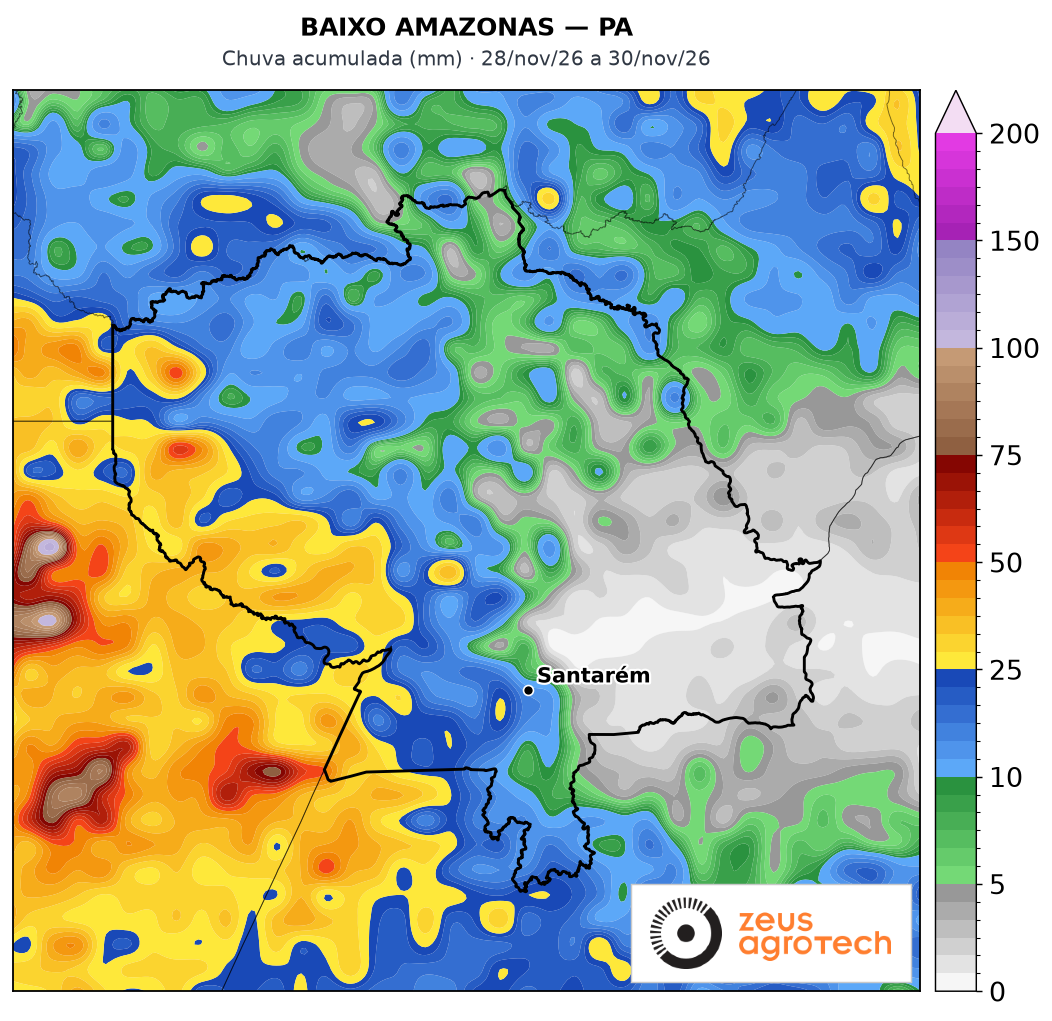 BAIXO AMAZONAS — PA
Chuva acumulada (mm) · 28/nov/26 a 30/nov/26
200
150
100
75
50
25
10
5
0
Santarém
zeus
agrotech